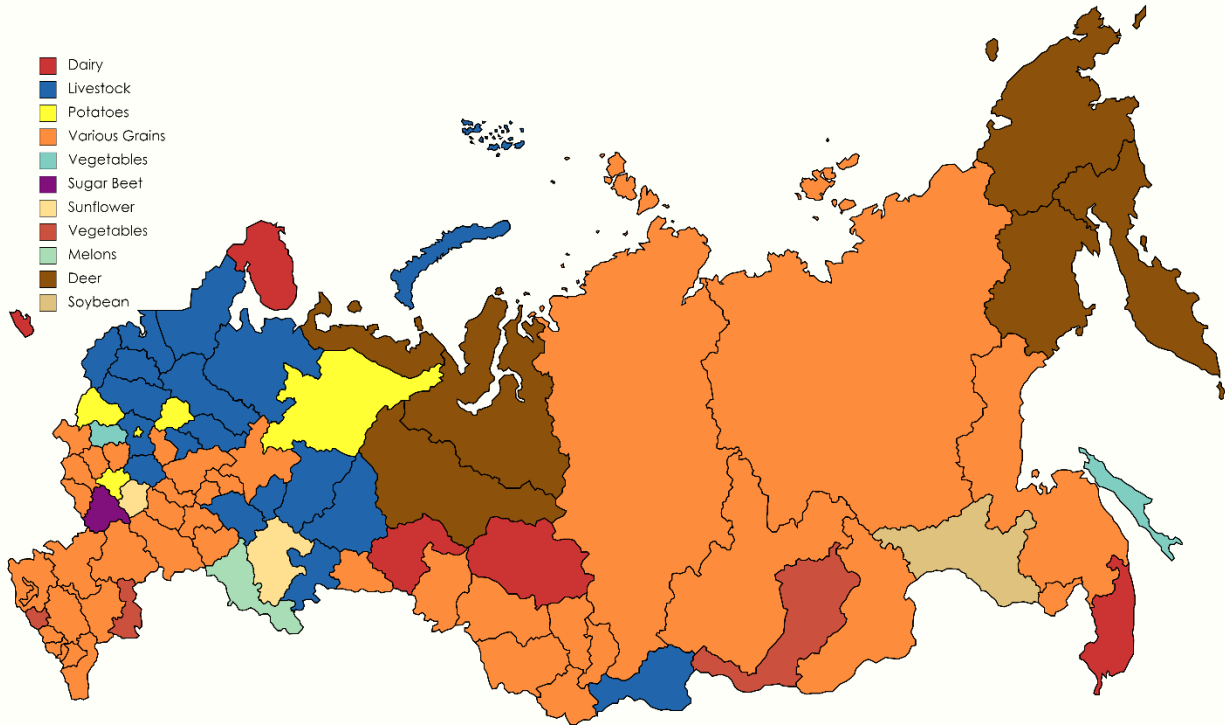 Dairy
Livestock
Potatoes
Various Grains
Vegetables
Sugar Beet
Sunflower
Vegetables
Melons
Deer
Soybean